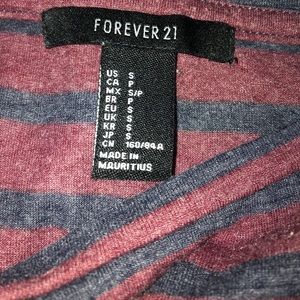 FOREVER 21
US S
CA P
MX S/P
BR P
EU S
UK S
KR S
JP S
CN 160/84A
MADE IN
MAURITIUS